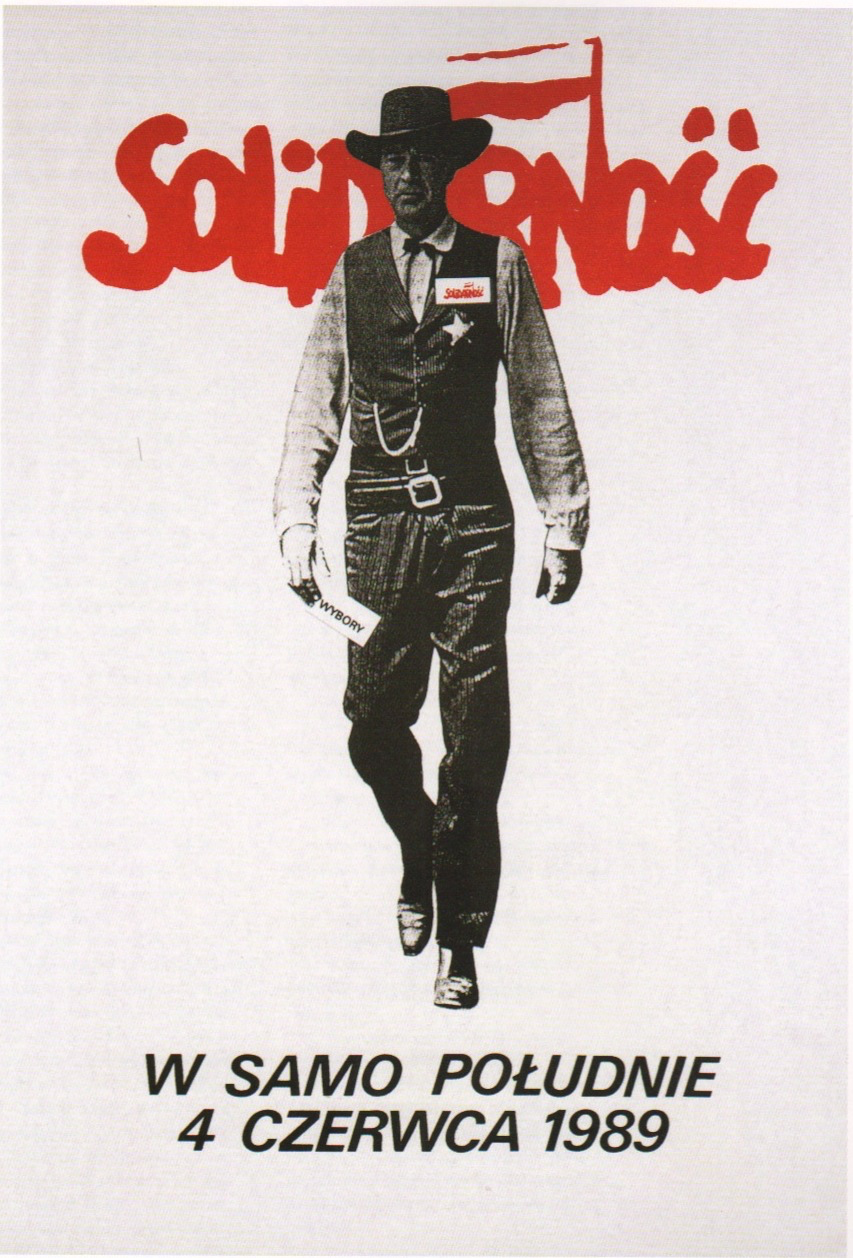 SOLIDARNOŚĆ
SOLIDARNOŚĆ
WYBORY
W SAMO POŁUDNIE
4 CZERWCA 1989